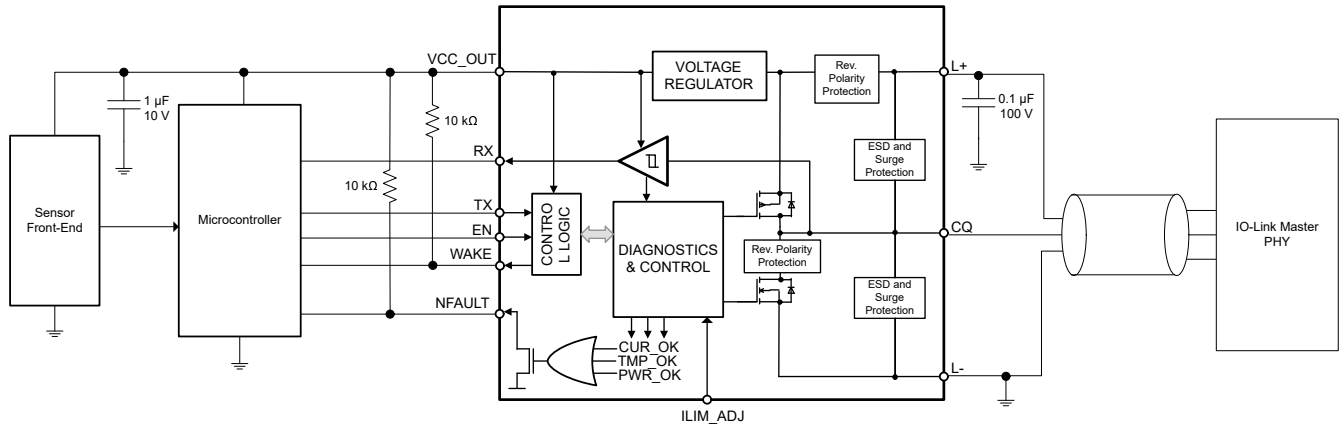 VCC_OUT
VOLTAGE
REGULATOR
Rev.
Polarity
Protection
L+
1 µF
10 V
10 kΩ
0.1 µF
100 V
RX
ESD and
Surge
Protection
10 kΩ
Sensor
Front-End
Microcontroller
TX
EN
WAKE
CONTRO
L LOGIC
DIAGNOSTICS
& CONTROL
Rev. Polarity
Protection
CQ
IO-Link Master
PHY
ESD and
Surge
Protection
NFAULT
CUR_OK
TMP_OK
PWR_OK
L-
ILIM_ADJ